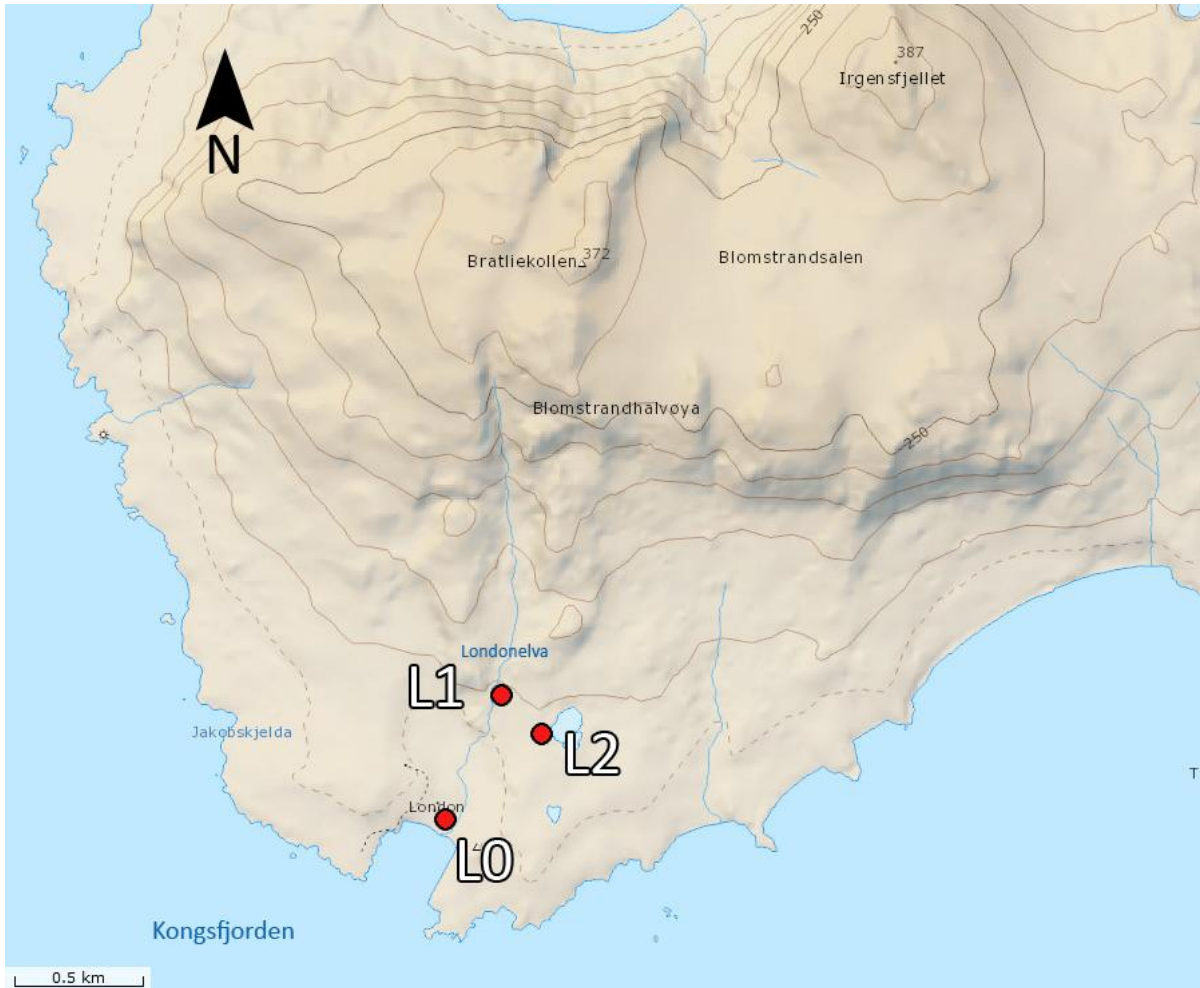 250
387
Irgensfjellet
N
372
Bratliekollen
Blomstrandsalen
Blomstrandhalvøya
250
Londonelva
L1
Jakobskjelda
L2
London
L0
Kongsfjorden
T
0.5 km